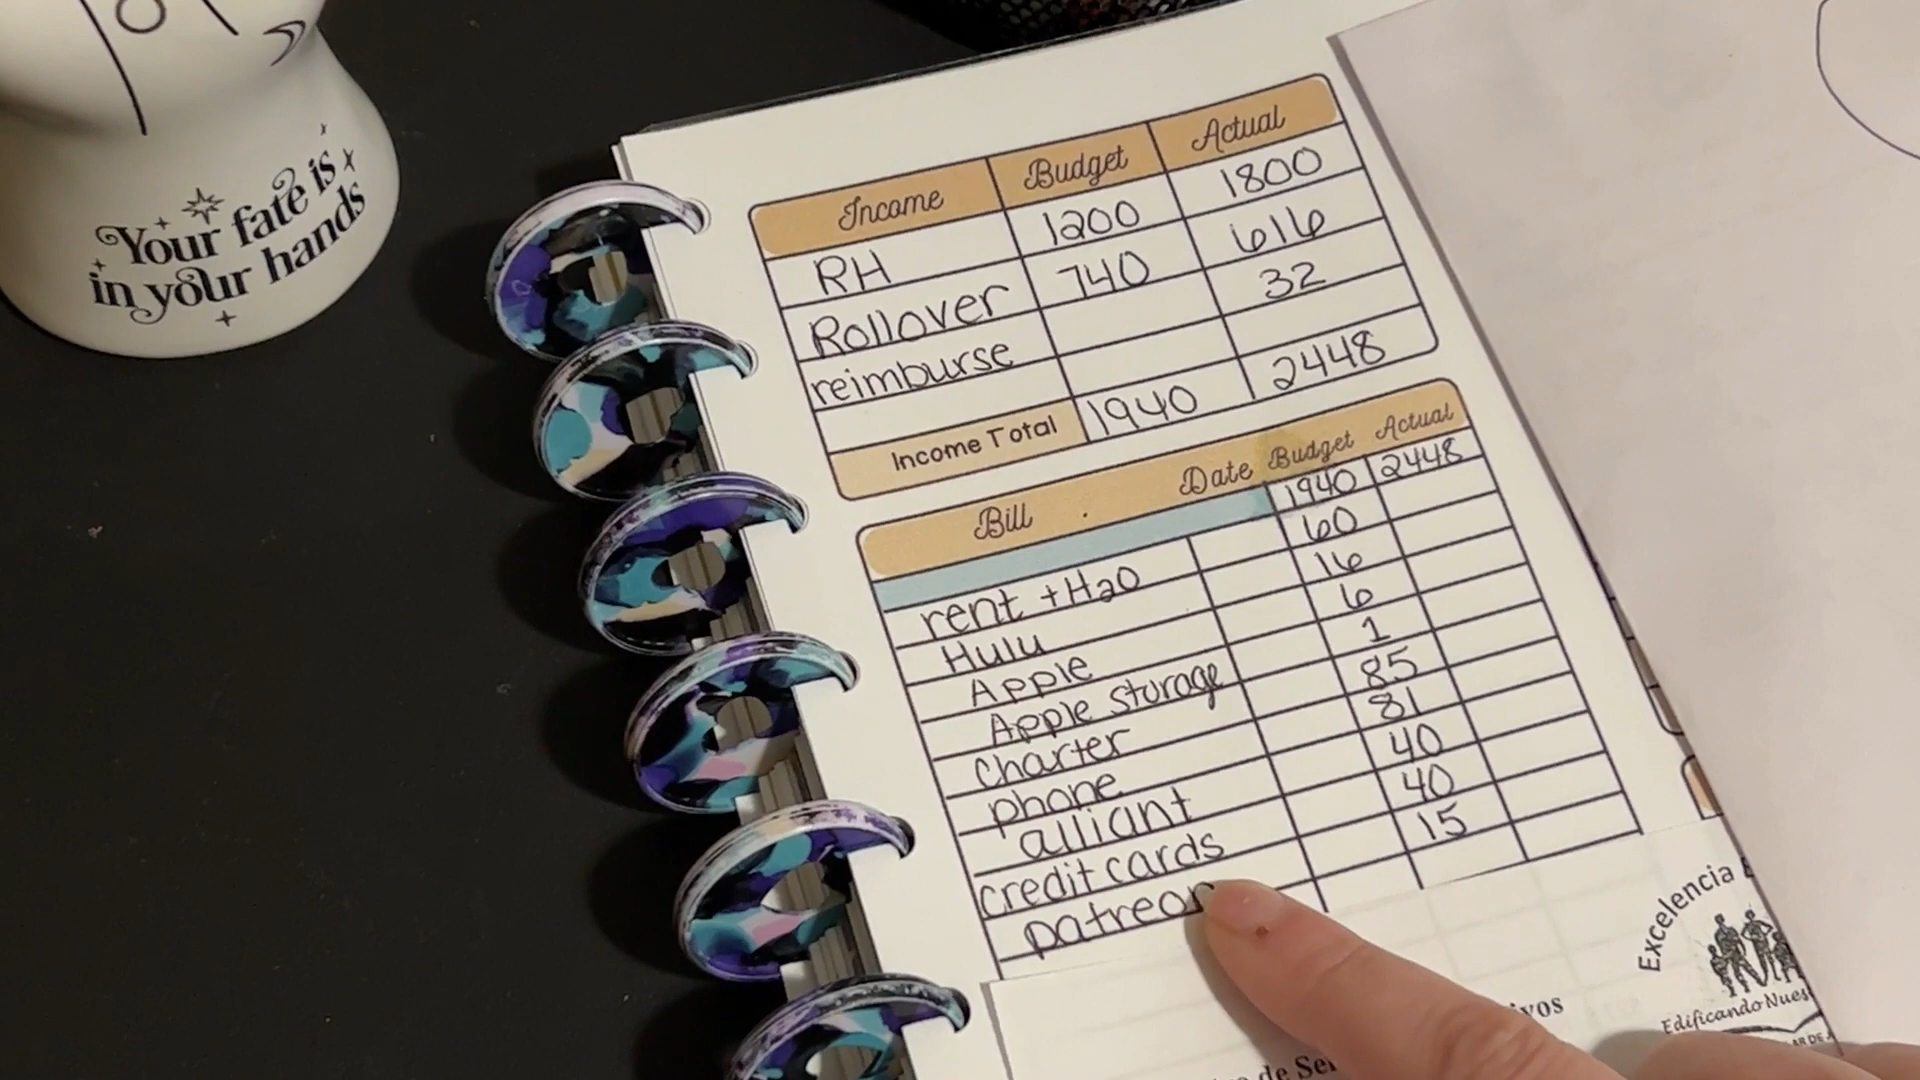 Your fate is
in your hands
Income Budget Actual
RH 1200 1800
Rollover 740 616
reimburse 32
Income Total 1940 2448
Bill Date Budget Actual
1940 2448
rent + H2O 60
Hulu 16
Apple 6
Apple storage 1
charter 85
phone 81
alliant 40
credit cards 40
patreon 15
Excelencia
Edificando